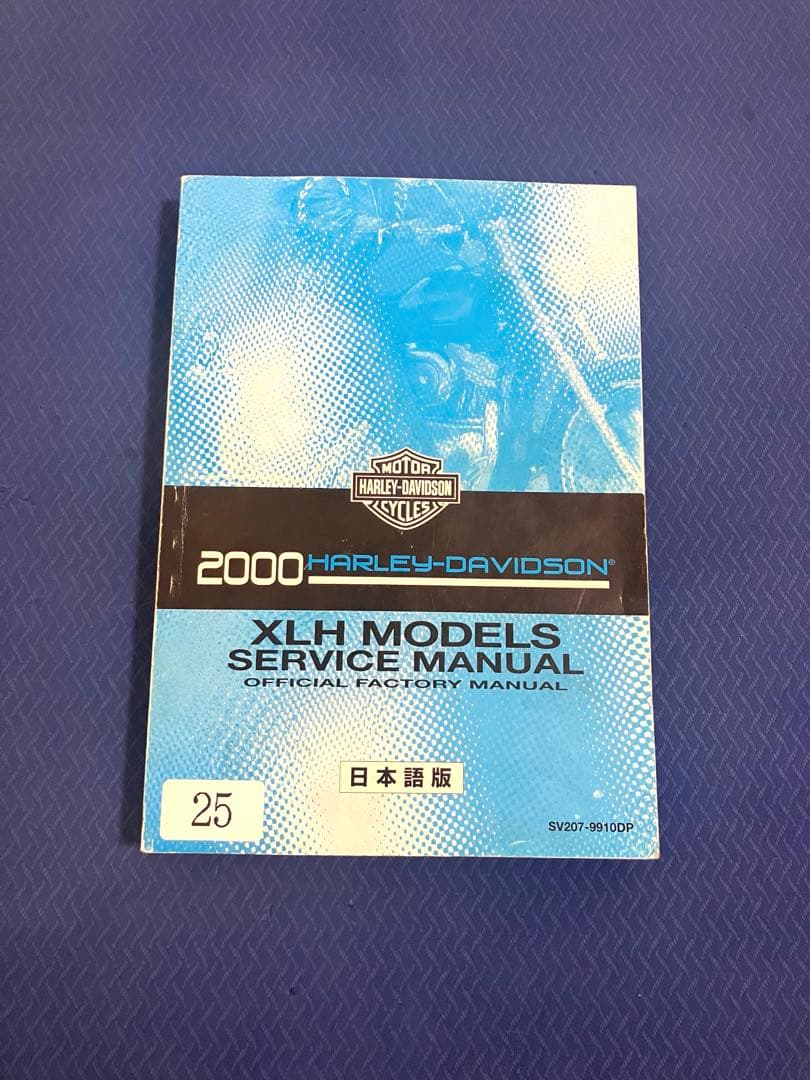 MOTOR
HARLEY-DAVIDSON
CYCLES
2000 HARLEY-DAVIDSON®
XLH MODELS
SERVICE MANUAL
OFFICIAL FACTORY MANUAL
日本語版
25
SV207-9910DP